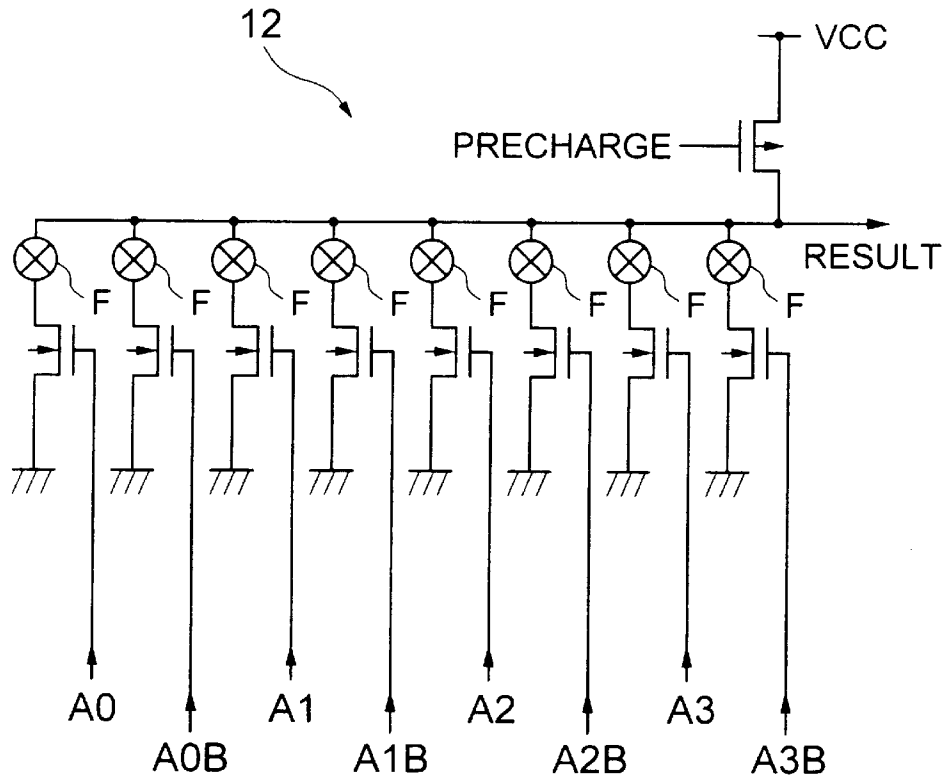 12
VCC
PRECHARGE
RESULT
F F F F F F F F
A0 A1 A2 A3
A0B A1B A2B A3B